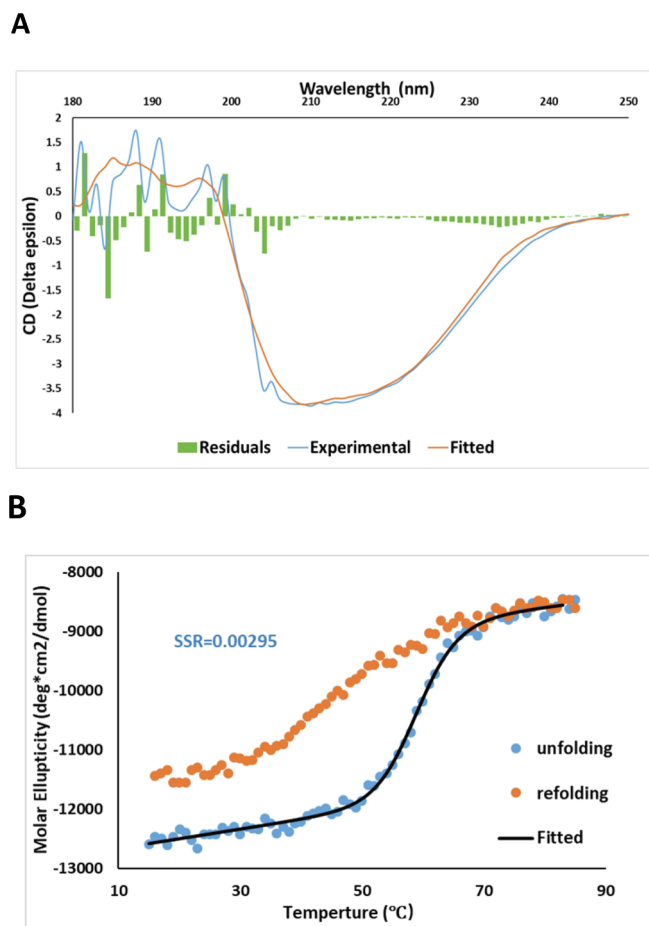 A
Wavelength (nm)
180 190 200 210 220 230 240 250
2
1.5
1
0.5
0
-0.5
-1
-1.5
-2
-2.5
-3
-3.5
-4
CD (Delta epsilon)
Residuals Experimental Fitted
B
-8000
-9000
-10000
-11000
-12000
-13000
Molar Ellupticity (deg*cm2/dmol)
SSR=0.00295
unfolding
refolding
Fitted
10 30 50 70 90
Temperture (℃)